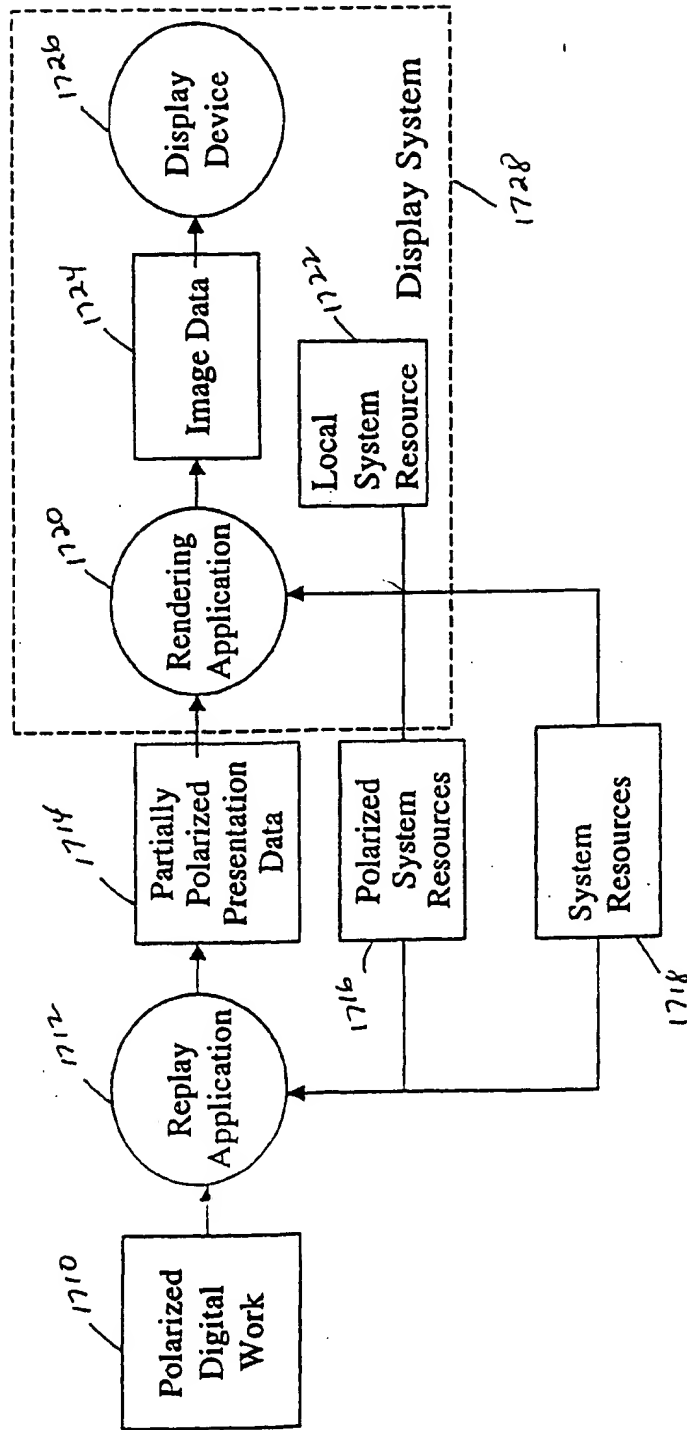 1710
Polarized
Digital
Work
1712
Replay
Application
1714
Partially
Polarized
Presentation
Data
1716
Polarized
System
Resources
System
Resources
1718
1720
Rendering
Application
1722
Local
System
Resource
1724
Image Data
1726
Display
Device
Display System
1728